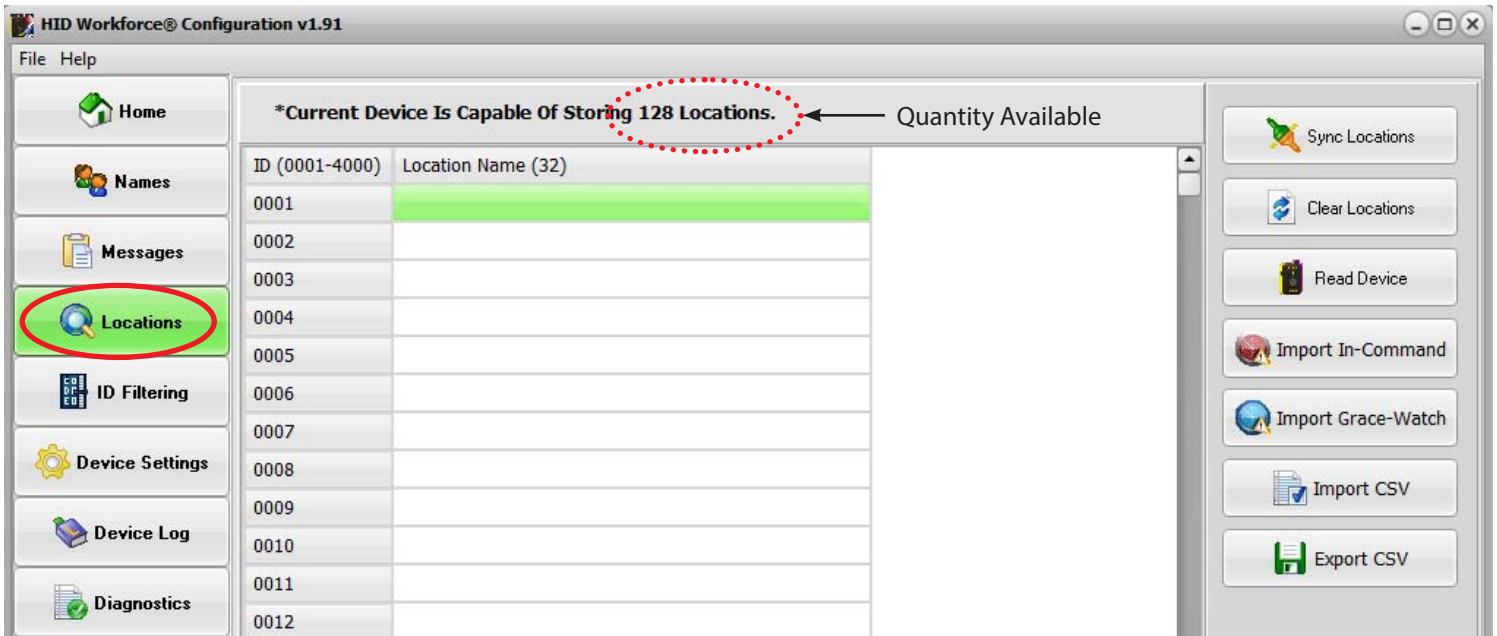 HID Workforce® Configuration v1.91
File Help
Home
Names
Messages
Locations
ID Filtering
Device Settings
Device Log
Diagnostics
*Current Device Is Capable Of Storing 128 Locations.
Quantity Available
ID (0001-4000) Location Name (32)
0001
0002
0003
0004
0005
0006
0007
0008
0009
0010
0011
0012
Sync Locations
Clear Locations
Read Device
Import In-Command
Import Grace-Watch
Import CSV
Export CSV